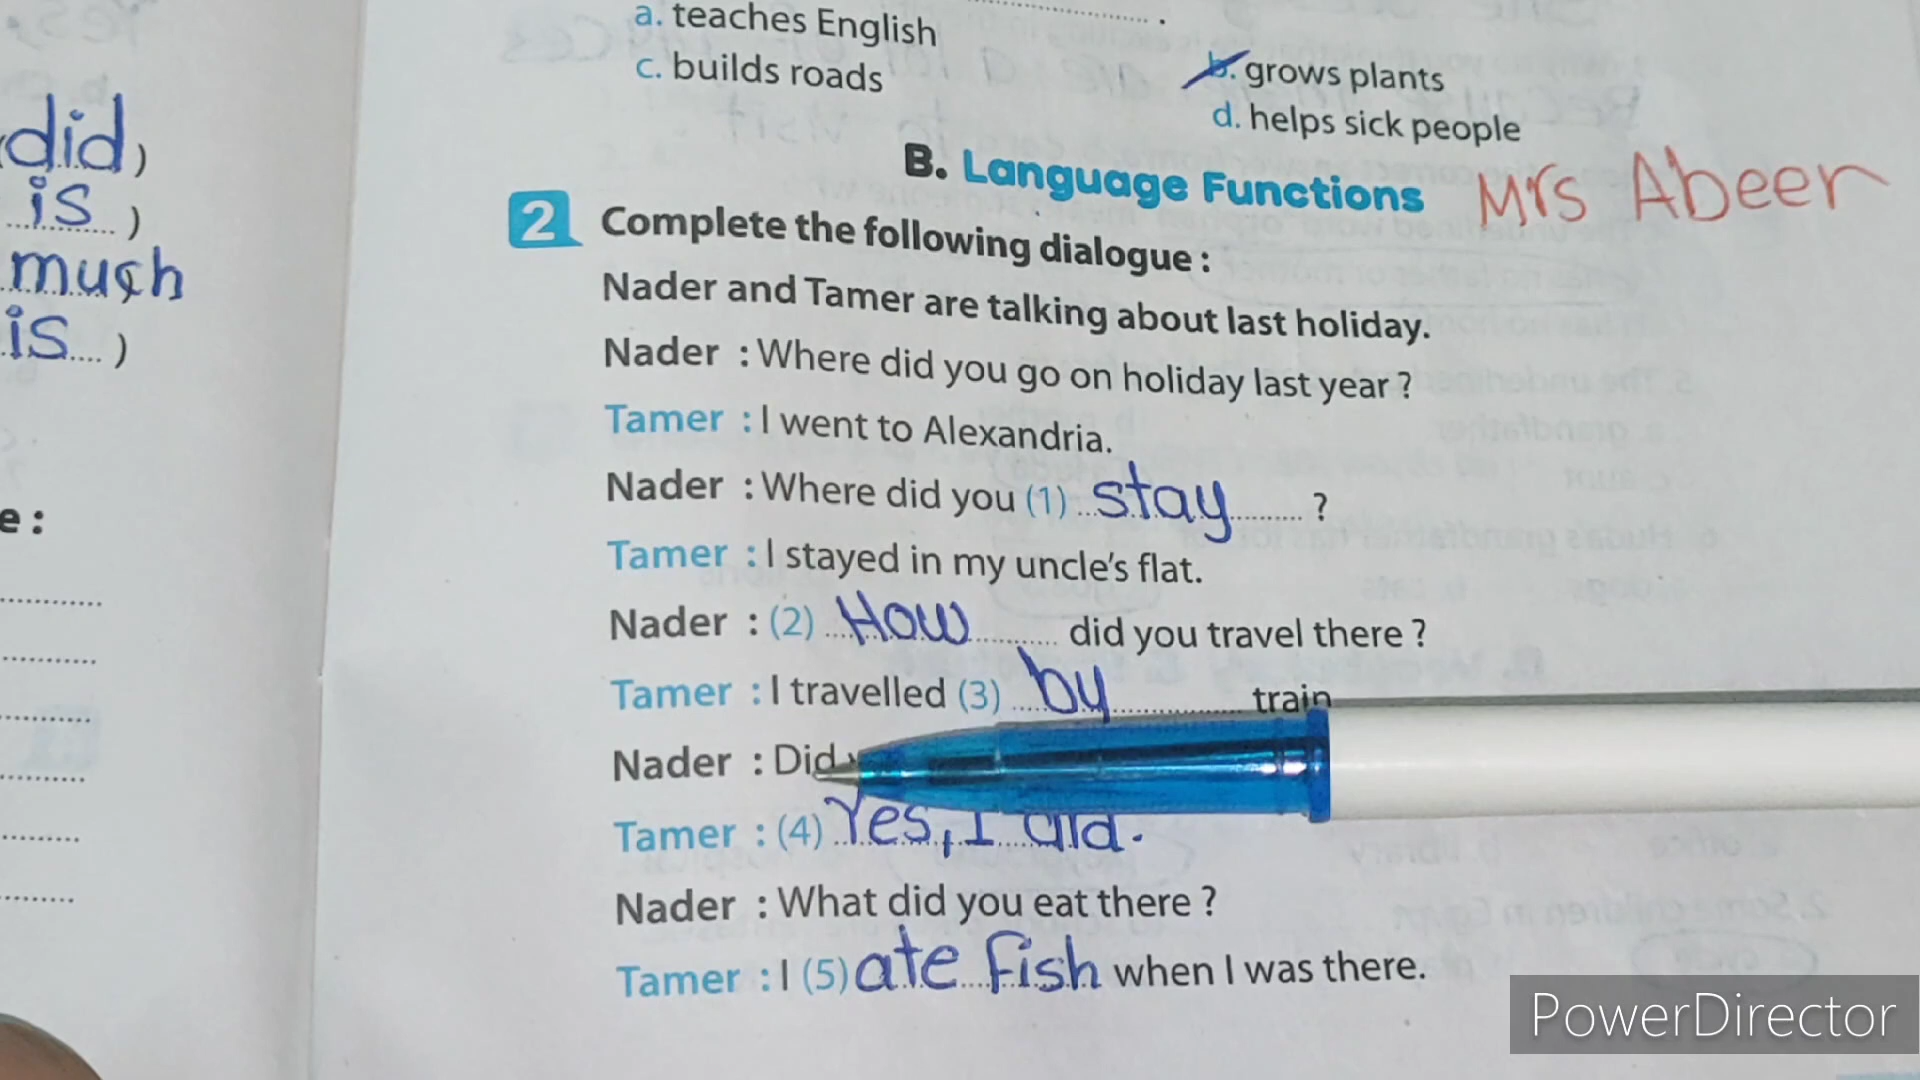 a. teaches English
b. grows plants
c. builds roads
d. helps sick people
did )
is )
much
is )
e :
B. Language Functions
Mrs Abeer
2 Complete the following dialogue :
Nader and Tamer are talking about last holiday.
Nader : Where did you go on holiday last year ?
Tamer : I went to Alexandria.
Nader : Where did you (1) stay ?
Tamer : I stayed in my uncle's flat.
Nader : (2) How did you travel there ?
Tamer : I travelled (3) by train
Nader : Did
Tamer : (4) Yes, I did.
Nader : What did you eat there ?
Tamer : I (5) ate fish when I was there.
PowerDirector